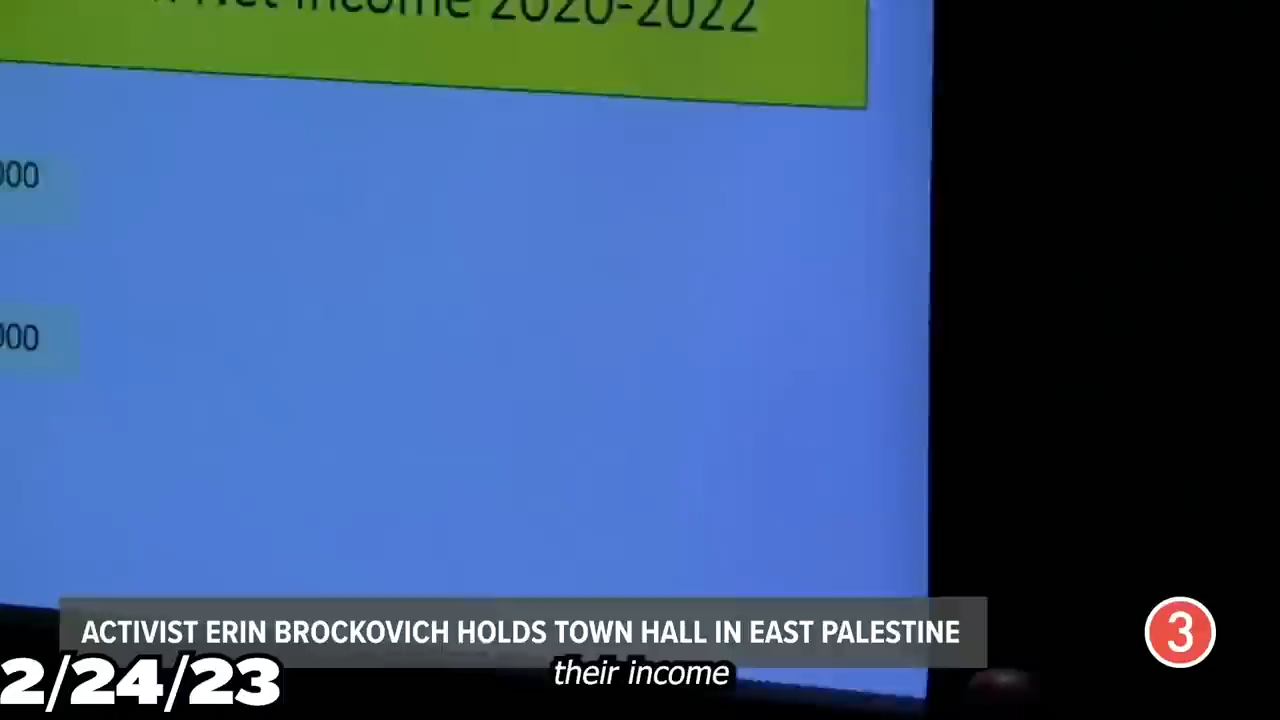 Net Income 2020-2022
000
000
ACTIVIST ERIN BROCKOVICH HOLDS TOWN HALL IN EAST PALESTINE
3
2/24/23
their income